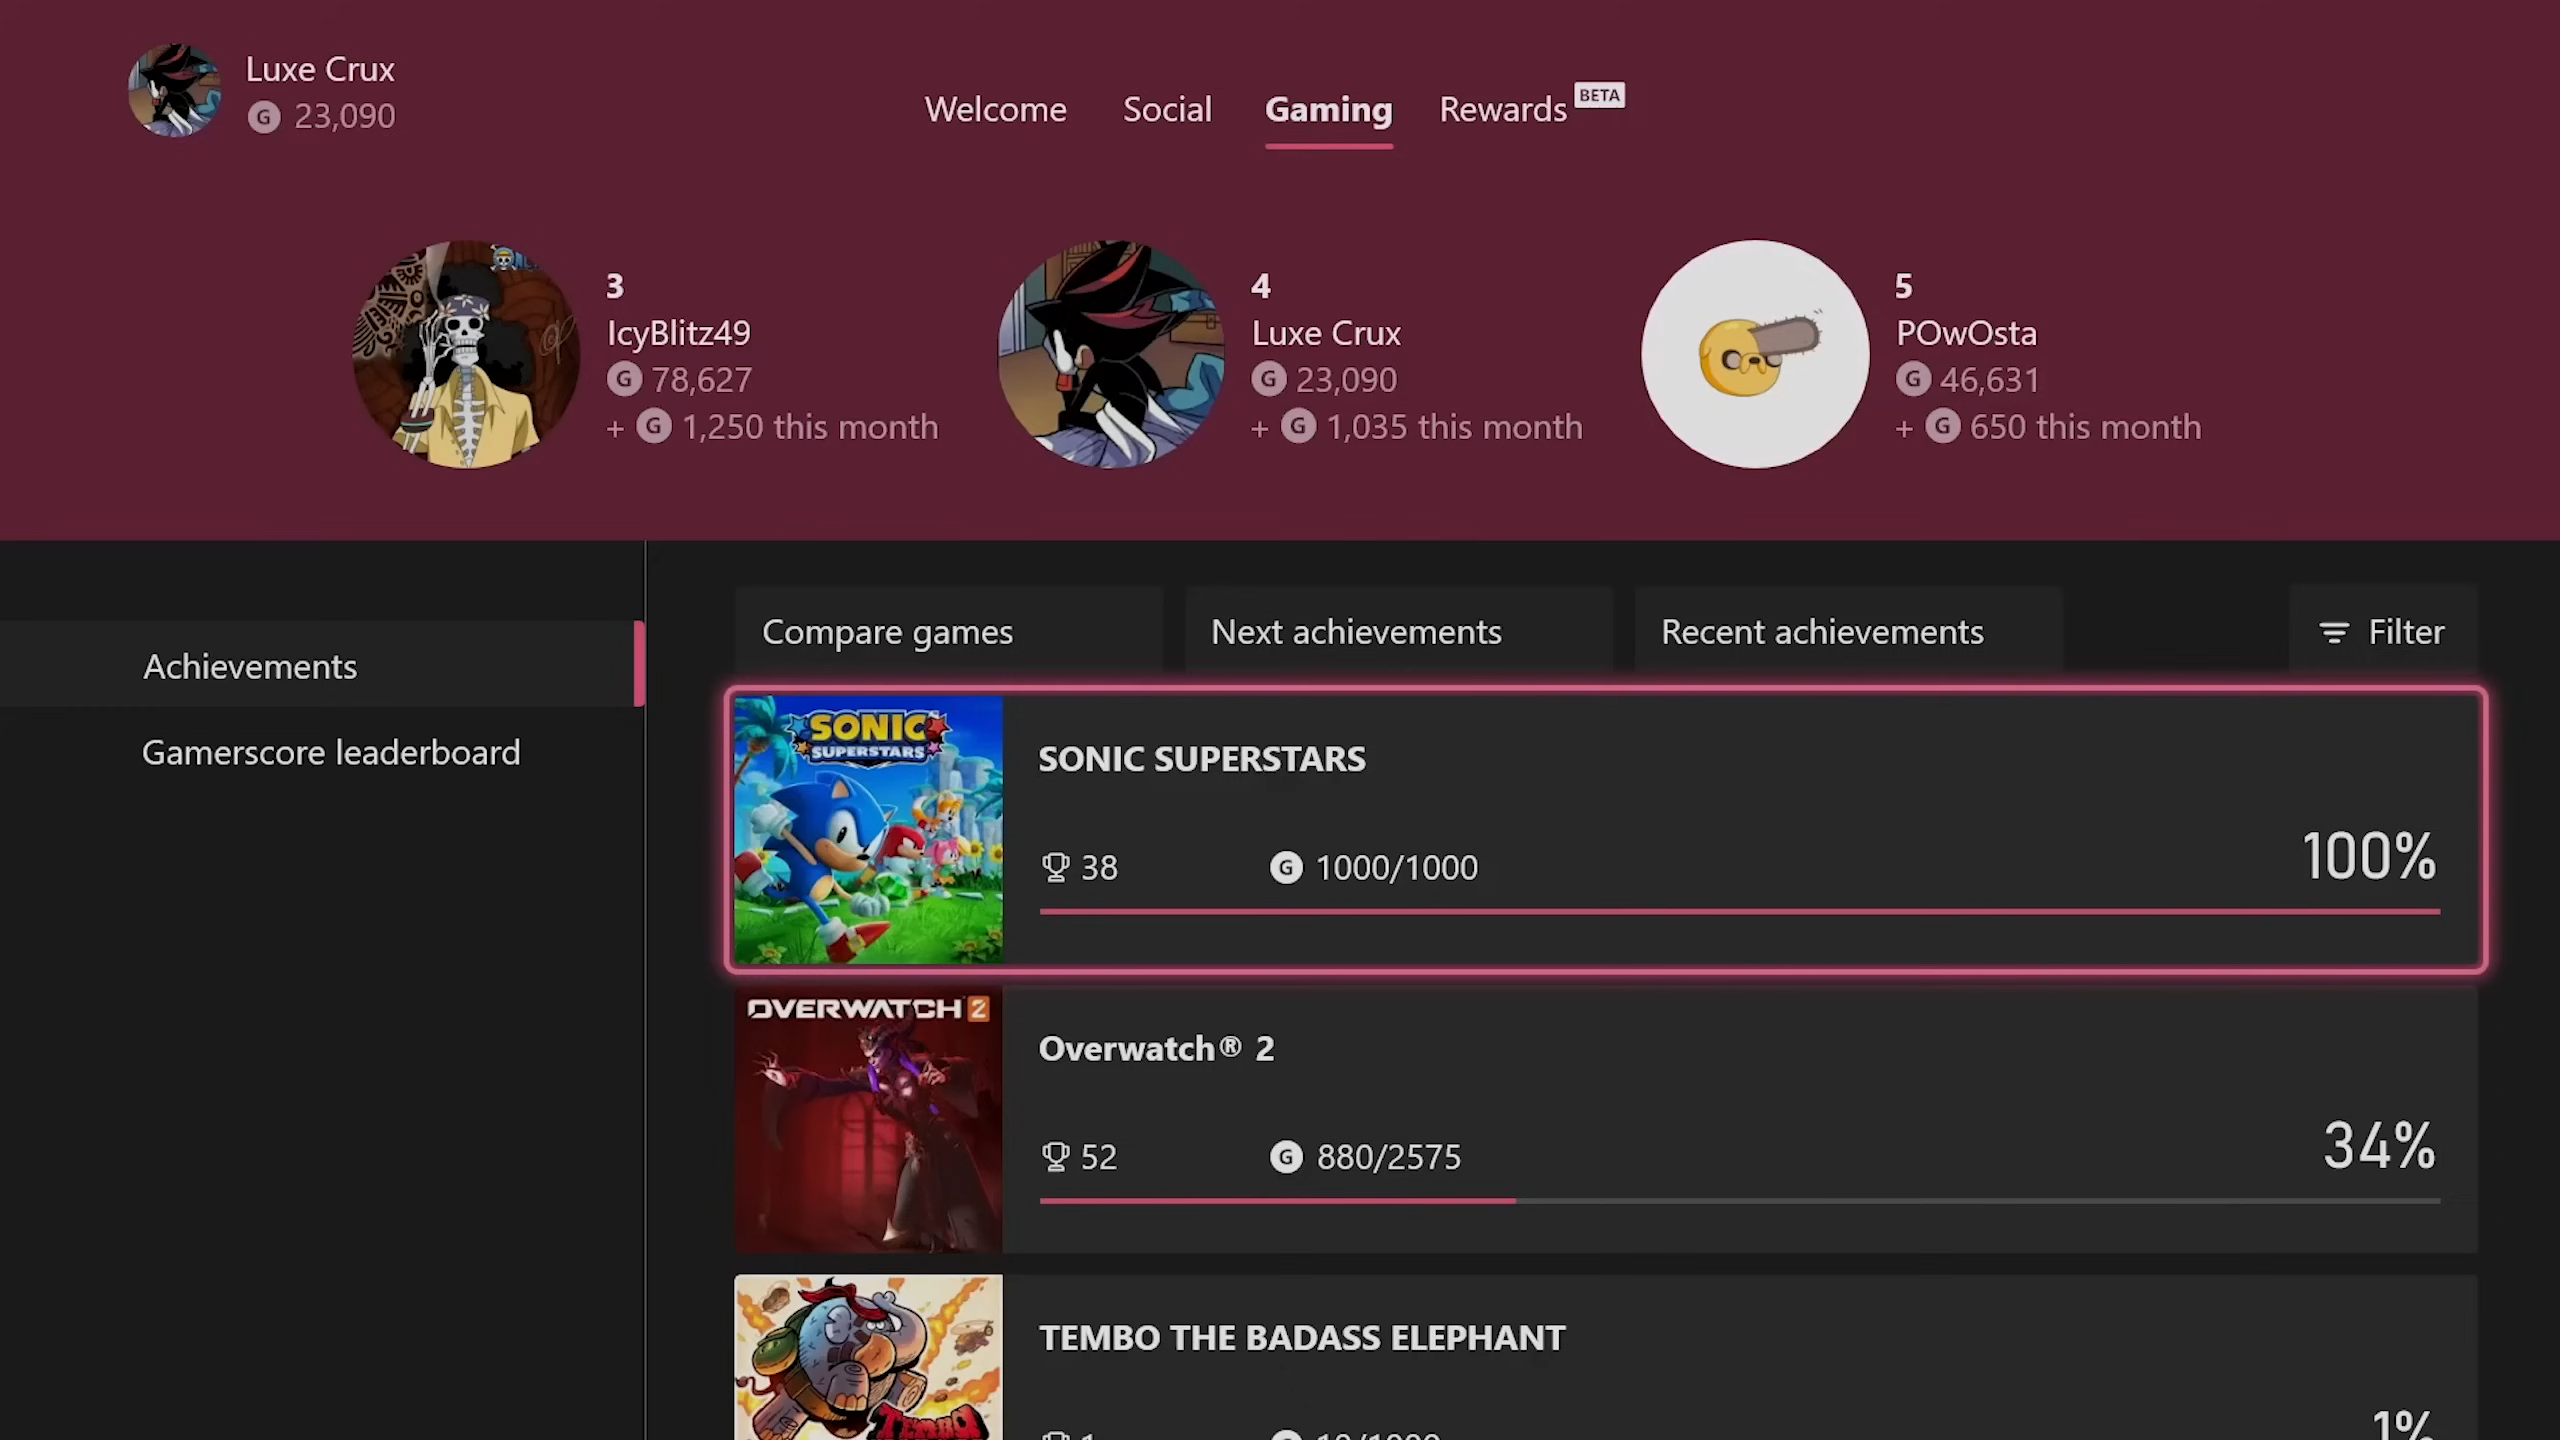 Luxe Crux
G 23,090
Welcome
Social
Gaming
Rewards
BETA
3
IcyBlitz49
G 78,627
+ G 1,250 this month
4
Luxe Crux
G 23,090
+ G 1,035 this month
5
POwOsta
G 46,631
+ G 650 this month
Achievements
Gamerscore leaderboard
Compare games
Next achievements
Recent achievements
Filter
SONIC
SUPERSTARS
SONIC SUPERSTARS
38
G 1000/1000
100%
OVERWATCH 2
Overwatch® 2
52
G 880/2575
34%
TEMBO
TEMBO THE BADASS ELEPHANT
1%